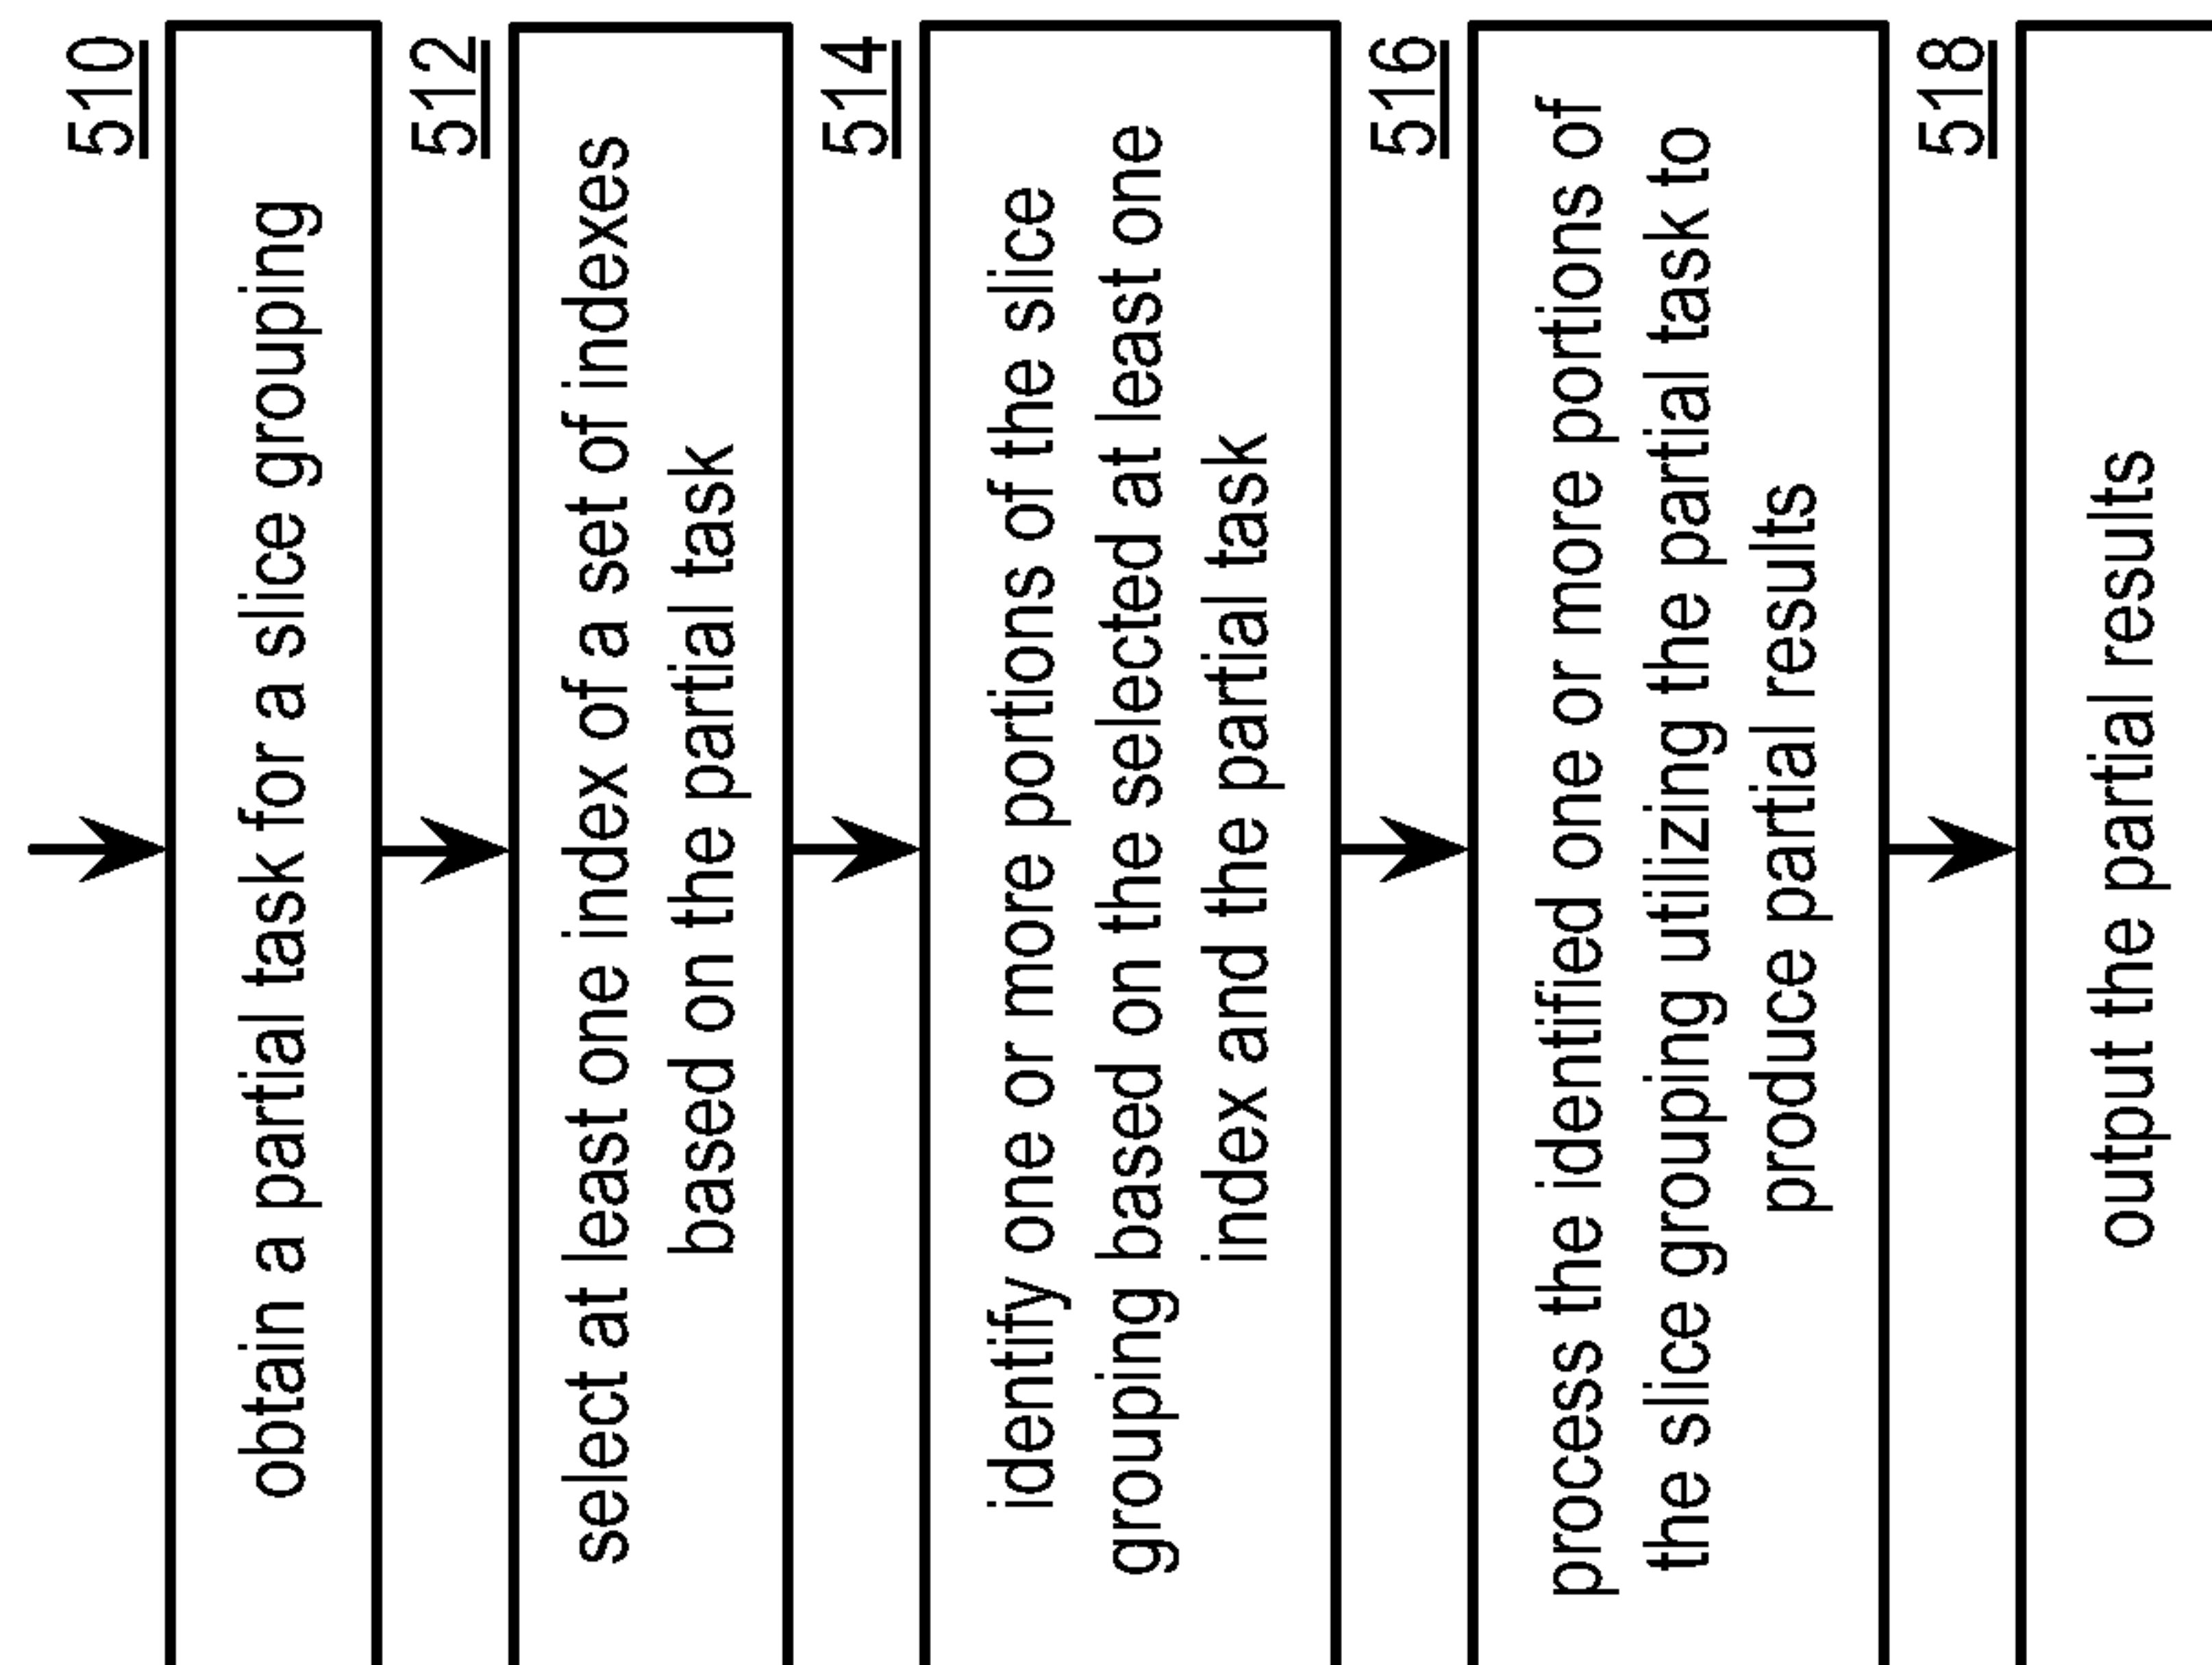 510
obtain a partial task for a slice grouping
512
select at least one index of a set of indexes
based on the partial task
514
identify one or more portions of the slice
grouping based on the selected at least one
index and the partial task
516
process the identified one or more portions of
the slice grouping utilizing the partial task to
produce partial results
518
output the partial results